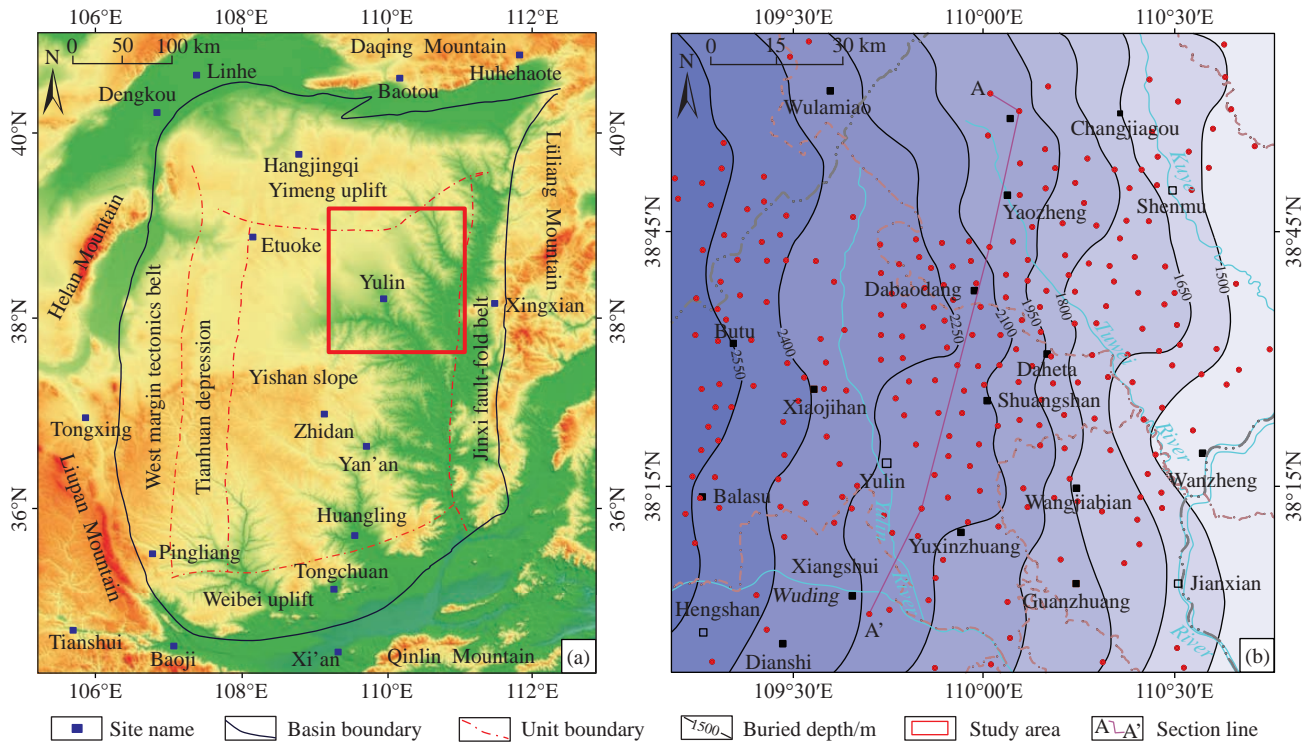 106°E 108°E 110°E 112°E
109°30′E 110°00′E 110°30′E
0 50 100 km
N
Daqing Mountain
Huhehaote
Linhe
Baotou
Dengkou
40°N
40°N
Hangjingqi
Yimeng uplift
Lüliang Mountain
Helan Mountain
Etuoke
Yulin
Xingxian
38°N
38°N
West margin tectonics belt
Tianhuan depression
Jinxi fault-fold belt
Yishan slope
Tongxing
Zhidan
Yan’an
Liupan Mountain
36°N
36°N
Huangling
Pingliang
Tongchuan
Weibei uplift
Tianshui
Baoji
Xi’an
Qinlin Mountain
(a)
106°E 108°E 110°E 112°E
0 15 30 km
N
A
Wulamiao
Changjiagou
Kuye
River
Shenmu
Yaozheng
38°45′N
38°45′N
Dabaodang
1650
1500
2250
2100
1950
1800
2400
2550
Butu
Tuwei
Daheta
Xiaojihan
Shuangshan
River
Yulin
Wanzheng
38°15′N
38°15′N
Balasu
Wangjiabian
Yuxinzhuang
Xiangshui
Wuding
River
Jianxian
Guanzhuang
Hengshan
A’
River
Dianshi
(b)
109°30′E 110°00′E 110°30′E
Site name
Basin boundary
Unit boundary
1500 Buried depth/m
Study area
A A’ Section line